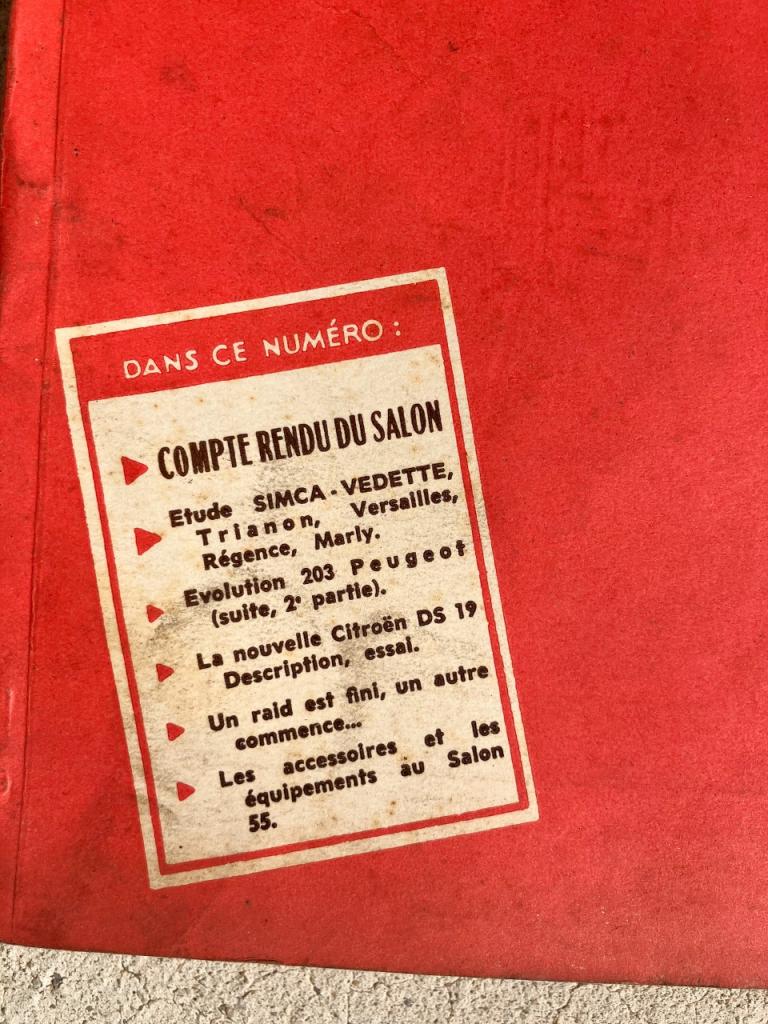 DANS CE NUMÉRO :
COMPTE RENDU DU SALON
Etude SIMCA-VEDETTE,
Trianon, Versailles,
Régence, Marly.
Evolution 203 Peugeot
(suite, 2e partie).
La nouvelle Citroën DS 19
Description, essai.
Un raid est fini, un autre
commence...
Les accessoires et les
équipements au Salon
55.